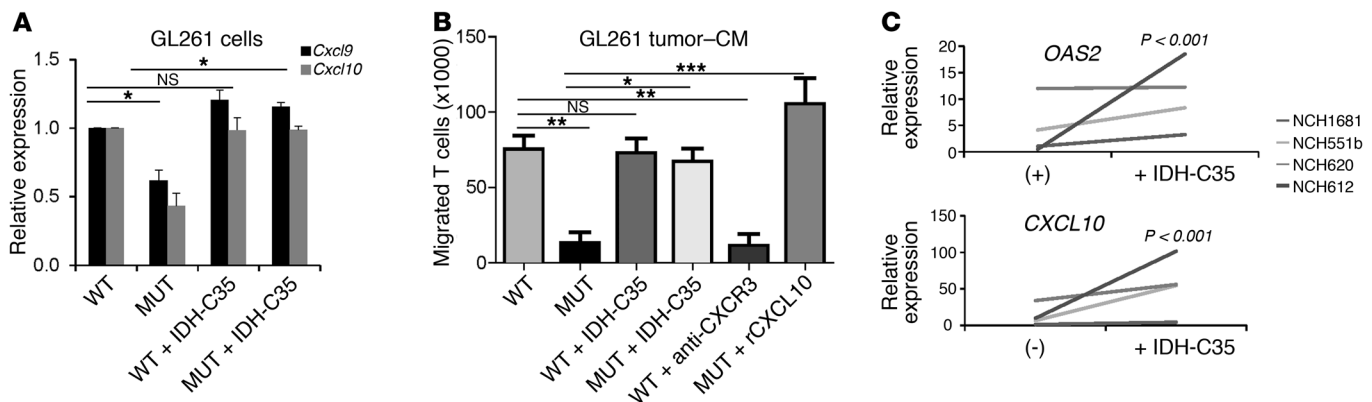 A
GL261 cells
Cxcl9
Cxcl10
Relative expression
1.5
1.0
0.5
0.0
*
NS
*
WT
MUT
WT + IDH-C35
MUT + IDH-C35
B
GL261 tumor–CM
Migrated T cells (x1000)
150
100
50
0
***
*
**
NS
**
WT
MUT
WT + IDH-C35
MUT + IDH-C35
WT + anti-CXCR3
MUT + rCXCL10
C
OAS2
P < 0.001
Relative
expression
20
15
10
5
0
(+)
+ IDH-C35
NCH1681
NCH551b
NCH620
NCH612
CXCL10
P < 0.001
Relative
expression
150
100
50
0
(-)
+ IDH-C35